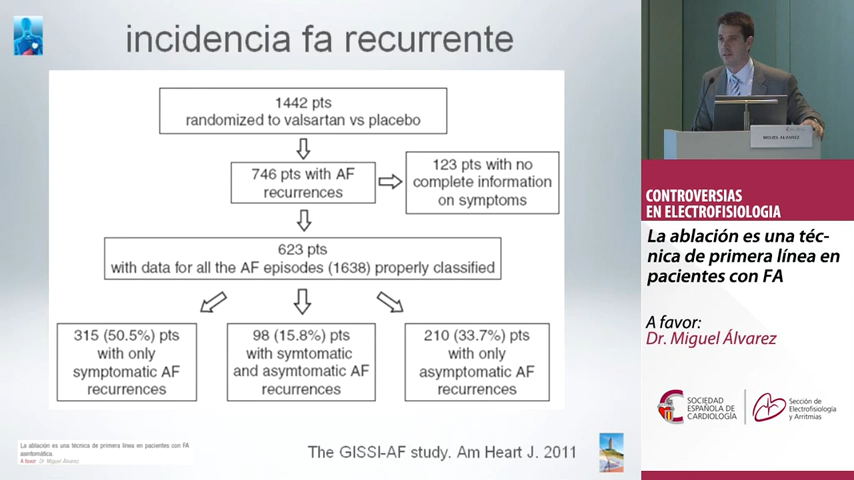 incidencia fa recurrente
1442 pts
randomized to valsartan vs placebo
746 pts with AF
recurrences
123 pts with no
complete information
on symptoms
623 pts
with data for all the AF episodes (1638) properly classified
315 (50.5%) pts
with only
symptomatic AF
recurrences
98 (15.8%) pts
with symtomatic
and asymtomatic AF
recurrences
210 (33.7%) pts
with only
asymptomatic AF
recurrences
La ablación es una técnica de primera línea en pacientes con FA
asintomática.
A favor: Dr. Miguel Álvarez
The GISSI-AF study. Am Heart J. 2011
MIGUEL ALVAREZ
CONTROVERSIAS
EN ELECTROFISIOLOGIA
La ablación es una téc-
nica de primera línea en
pacientes con FA
A favor:
Dr. Miguel Álvarez
SOCIEDAD
ESPAÑOLA DE
CARDIOLOGÍA
Sección de
Electrofisiología
y Arritmias